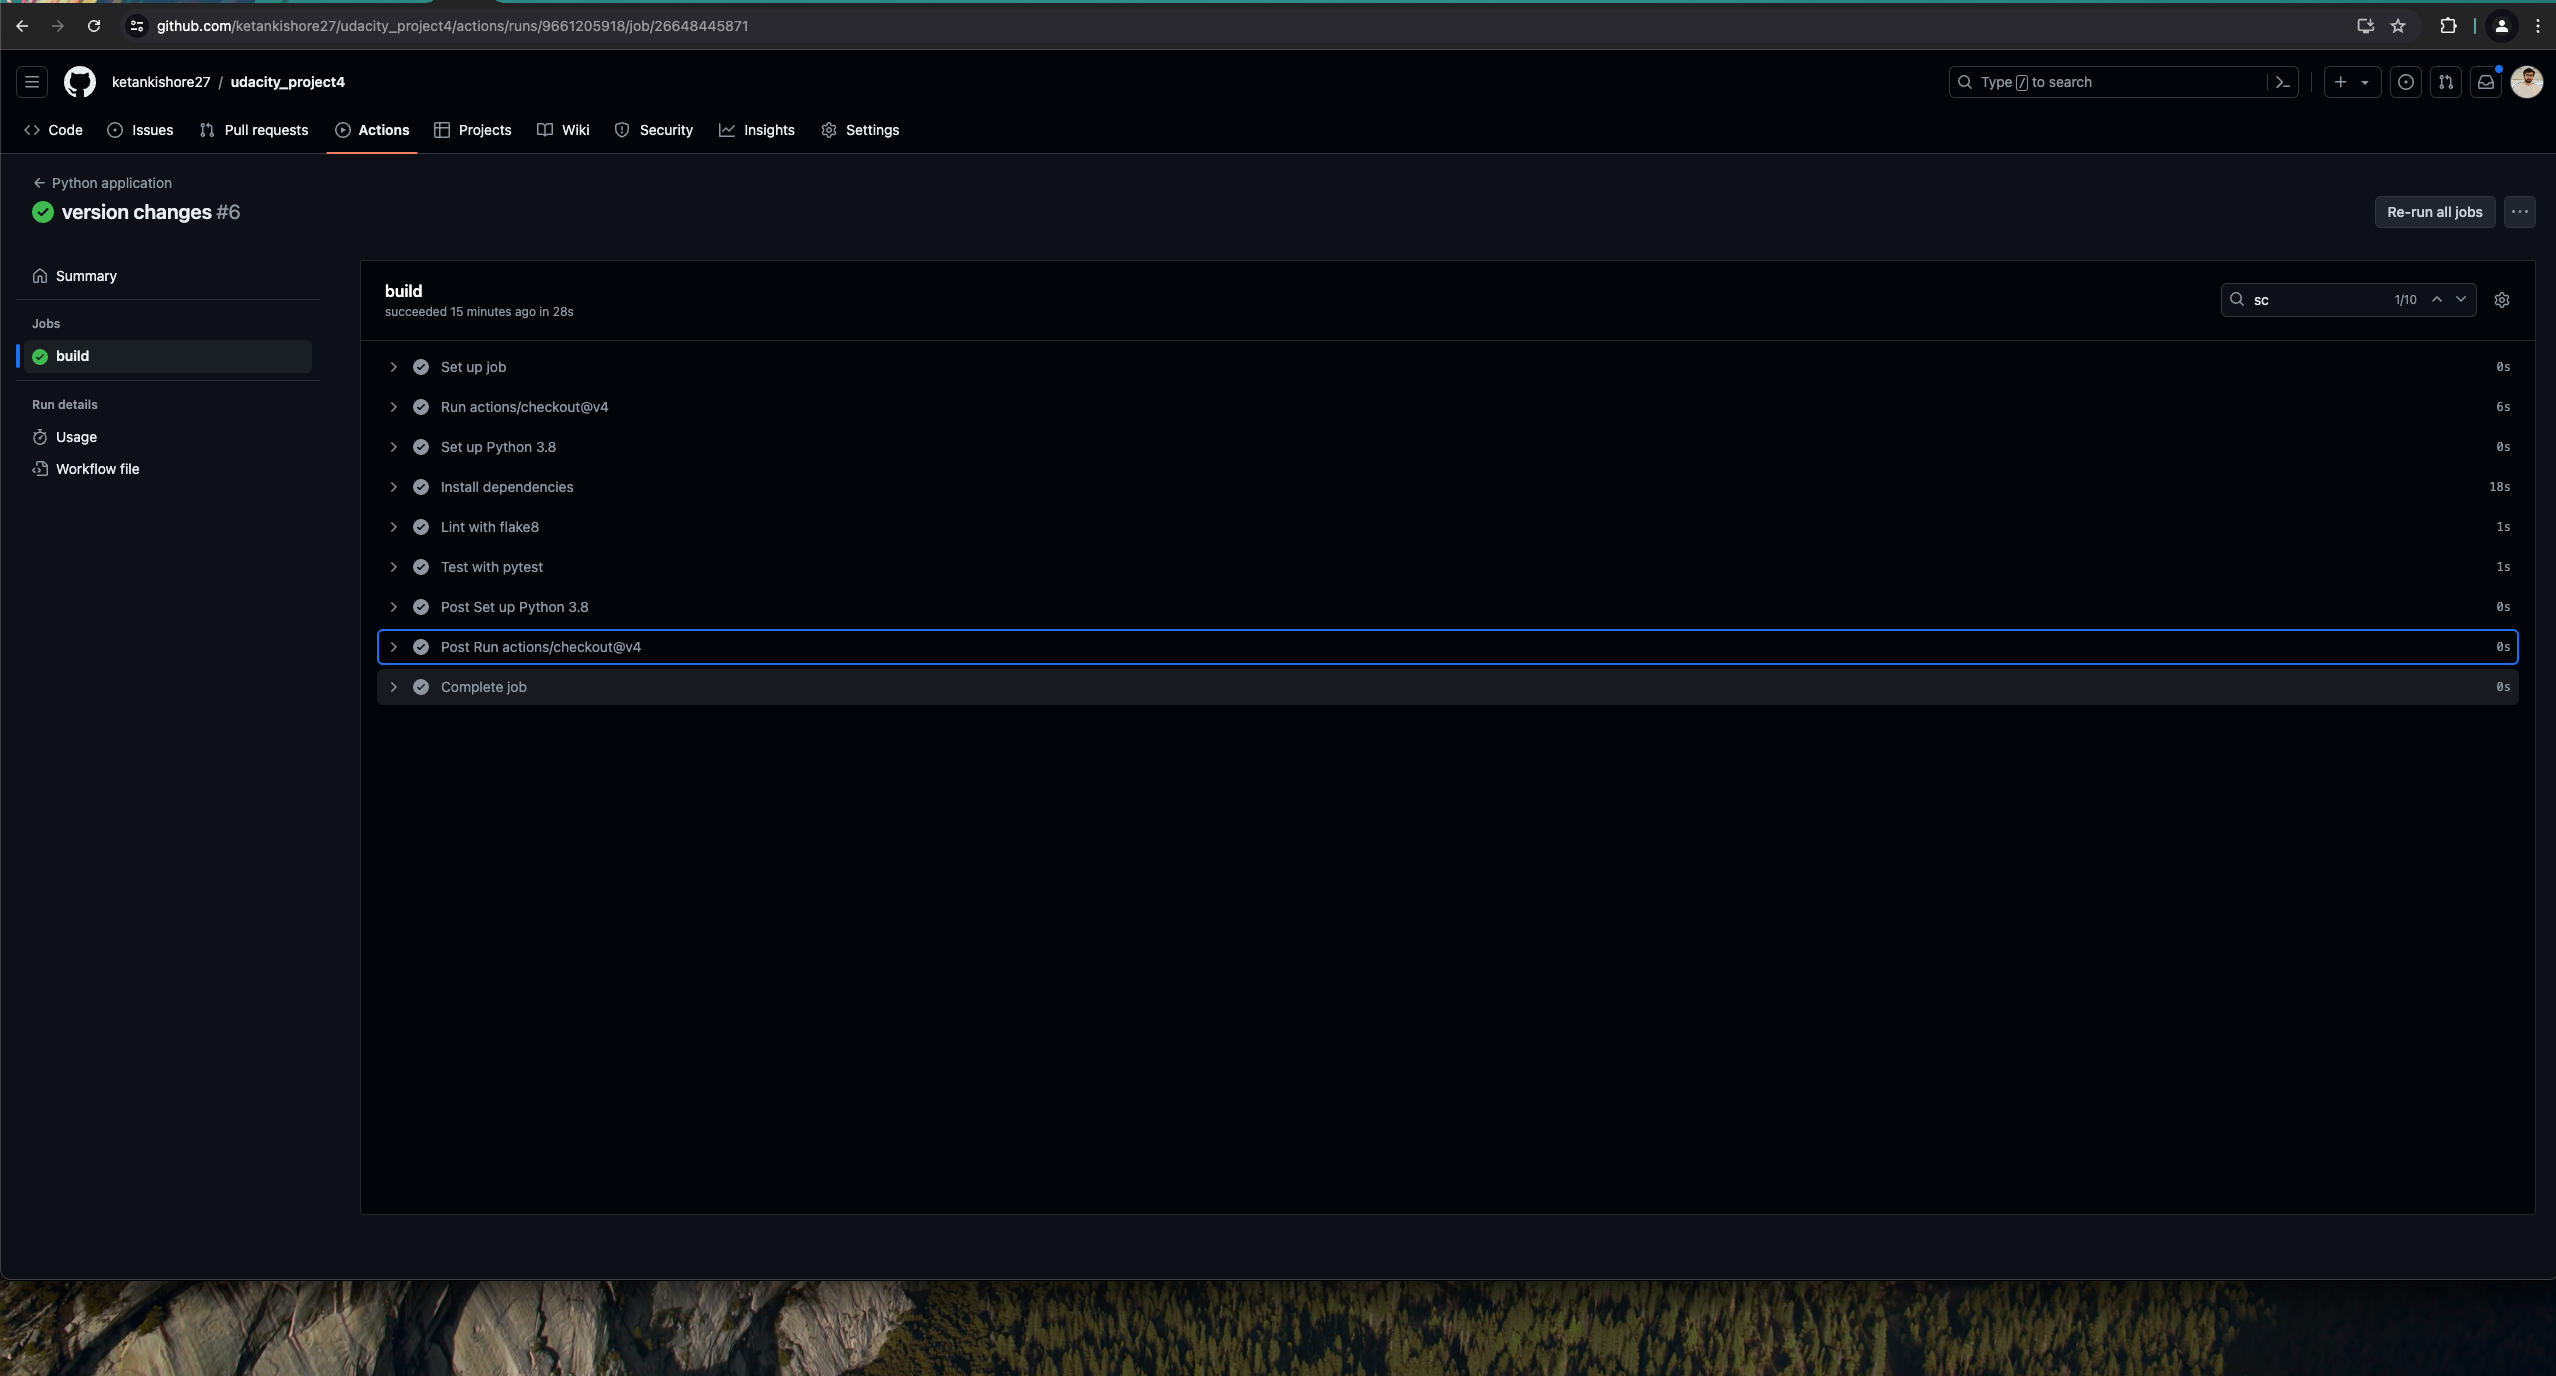 github.com/ketankishore27/udacity_project4/actions/runs/9661205918/job/26648445871
ketankishore27 / udacity_project4
Type / to search
Code Issues Pull requests Actions Projects Wiki Security Insights Settings
Python application
version changes #6
Re-run all jobs
Summary
Jobs
build
Run details
Usage
Workflow file
build
succeeded 15 minutes ago in 28s
sc 1/10
Set up job 0s
Run actions/checkout@v4 6s
Set up Python 3.8 0s
Install dependencies 18s
Lint with flake8 1s
Test with pytest 1s
Post Set up Python 3.8 0s
Post Run actions/checkout@v4 0s
Complete job 0s